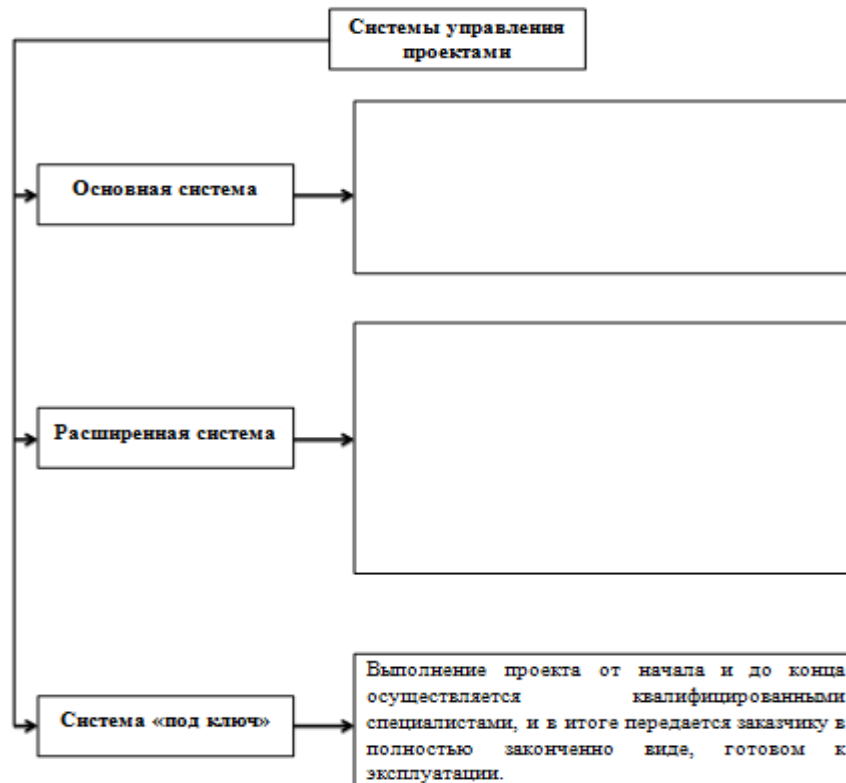 Системы управления
проектами
Основная система
Расширенная система
Система «под ключ»
Выполнение проекта от начала и до конца
осуществляется квалифицированными
специалистами, и в итоге передается заказчику в
полностью законченно виде, готовом к
эксплуатации.